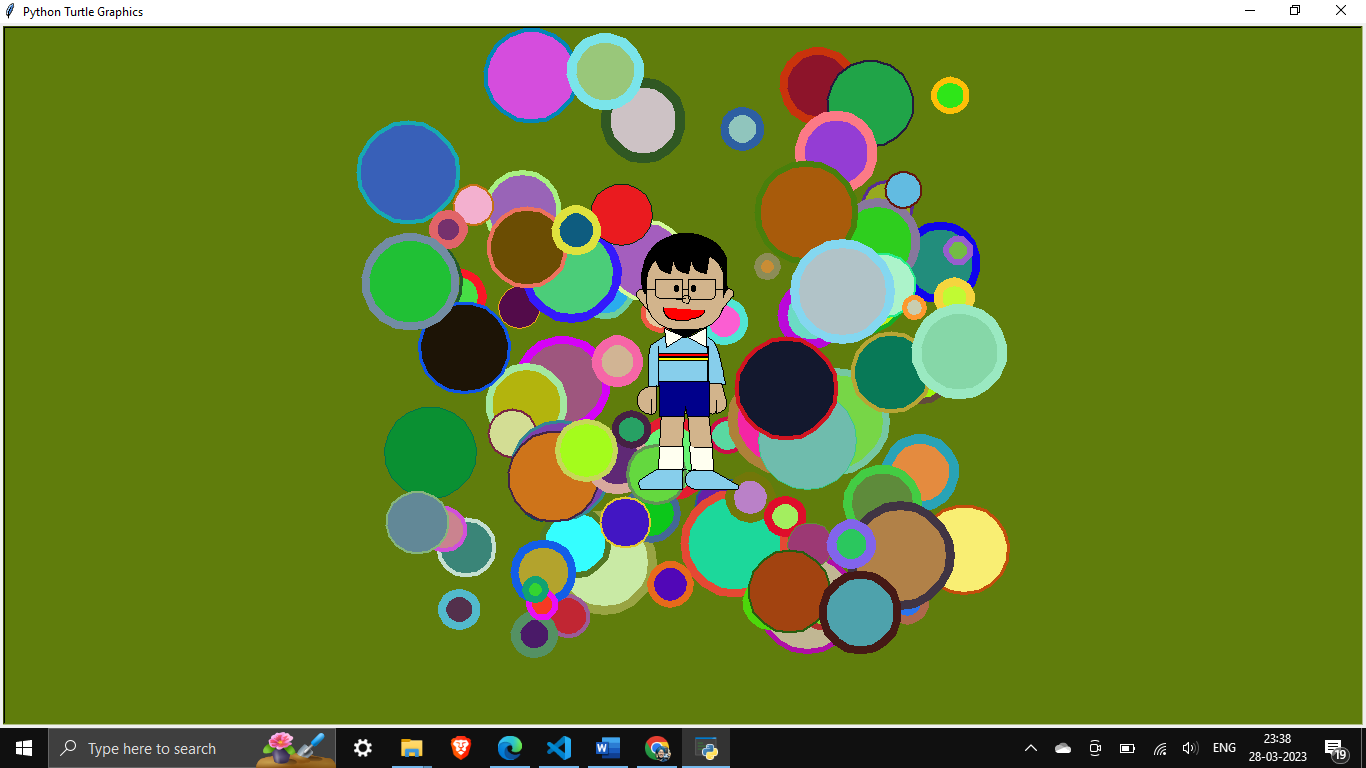 Python Turtle Graphics
Type here to search
ENG
23:38
28-03-2023
19